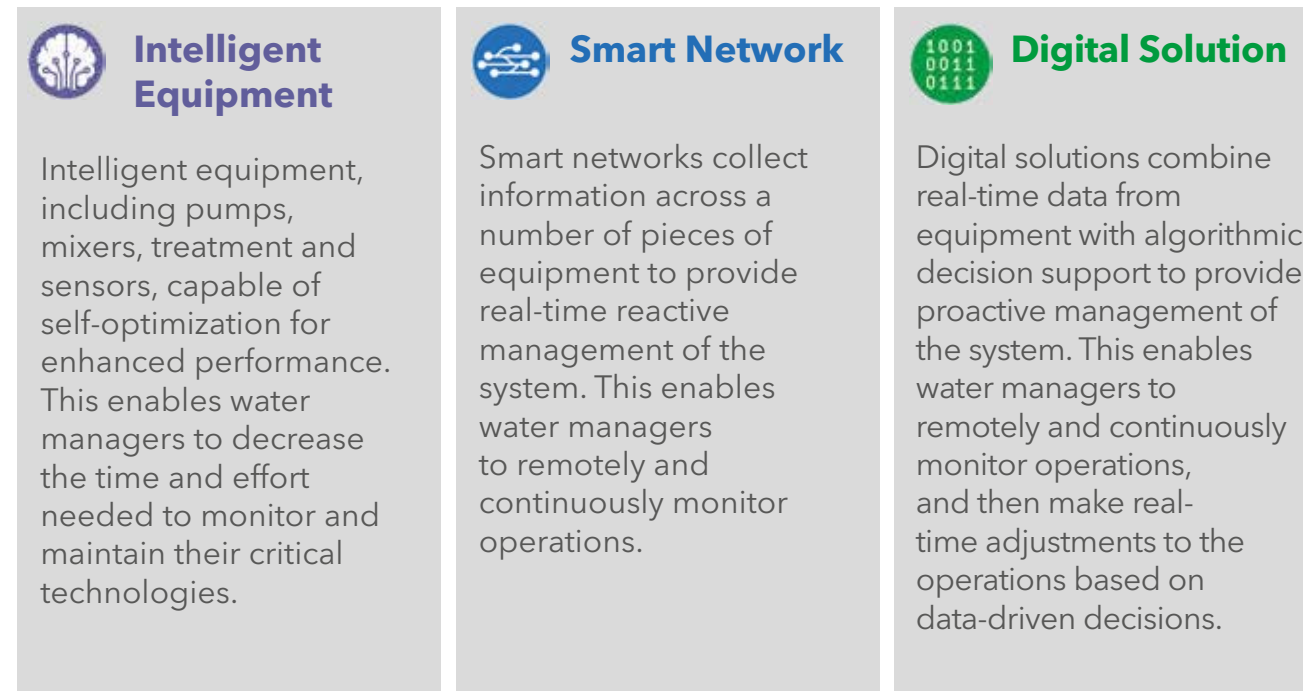 Intelligent
Equipment
Intelligent equipment,
including pumps,
mixers, treatment and
sensors, capable of
self-optimization for
enhanced performance.
This enables water
managers to decrease
the time and effort
needed to monitor and
maintain their critical
technologies.
Smart Network
Smart networks collect
information across a
number of pieces of
equipment to provide
real-time reactive
management of the
system. This enables
water managers
to remotely and
continuously monitor
operations.
1001
0011
0111
Digital Solution
Digital solutions combine
real-time data from
equipment with algorithmic
decision support to provide
proactive management of
the system. This enables
water managers to
remotely and continuously
monitor operations,
and then make real-
time adjustments to the
operations based on
data-driven decisions.